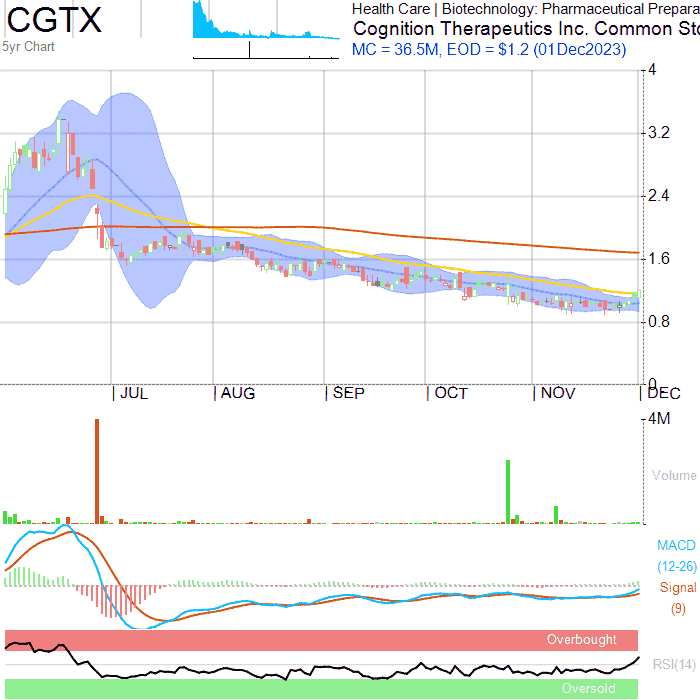 CGTX
5yr Chart
Health Care | Biotechnology: Pharmaceutical Prepara
Cognition Therapeutics Inc. Common Sto
MC = 36.5M, EOD = $1.2 (01Dec2023)
4
3.2
2.4
1.6
0.8
0
JUL AUG SEP OCT NOV DEC
4M
Volume
MACD
(12-26)
Signal
(9)
Overbought
RSI(14)
Oversold